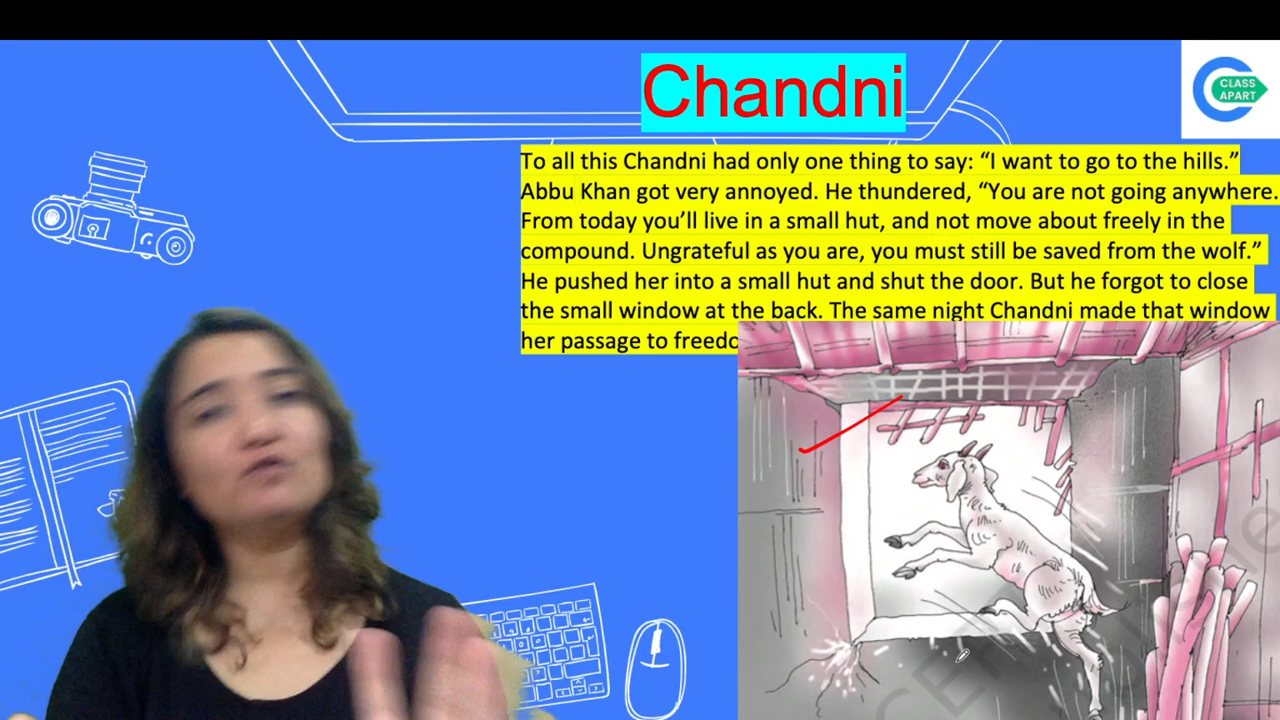 Chandni
CLASS
APART
To all this Chandni had only one thing to say: “I want to go to the hills.”
Abbu Khan got very annoyed. He thundered, “You are not going anywhere.
From today you’ll live in a small hut, and not move about freely in the
compound. Ungrateful as you are, you must still be saved from the wolf.”
He pushed her into a small hut and shut the door. But he forgot to close
the small window at the back. The same night Chandni made that window
her passage to freedo